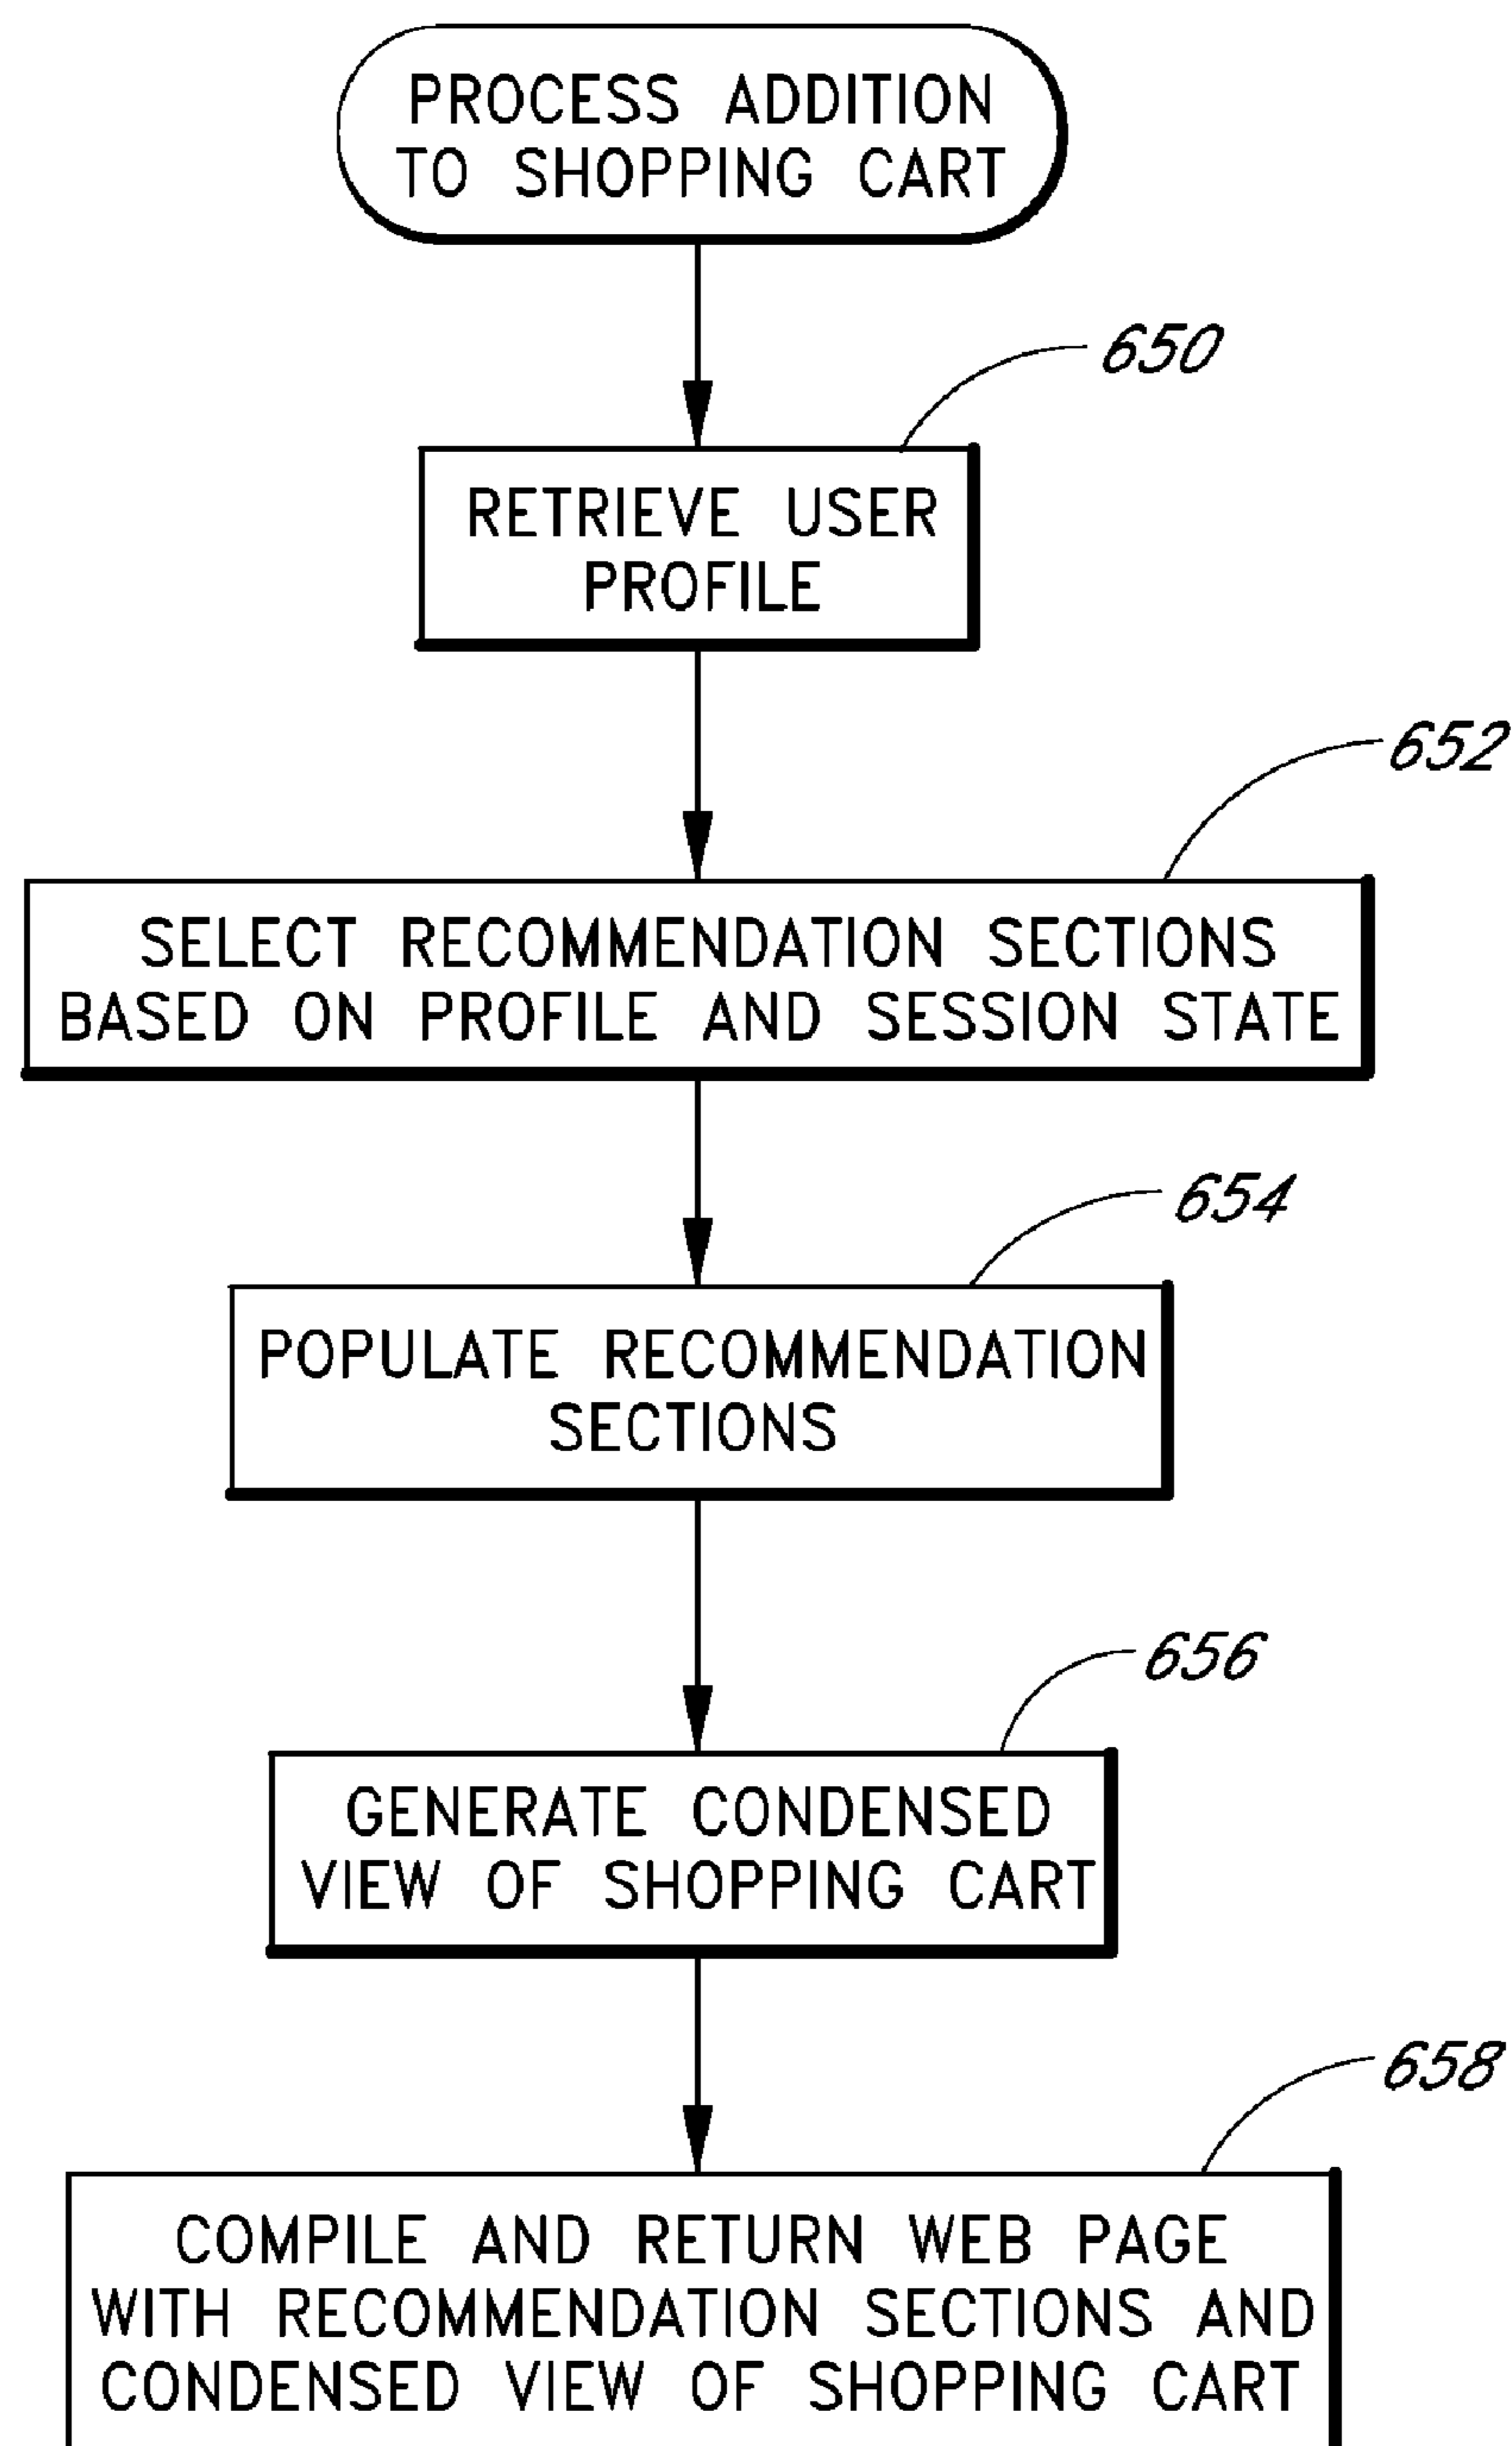 PROCESS ADDITION
TO SHOPPING CART
650
RETRIEVE USER
PROFILE
652
SELECT RECOMMENDATION SECTIONS
BASED ON PROFILE AND SESSION STATE
654
POPULATE RECOMMENDATION
SECTIONS
656
GENERATE CONDENSED
VIEW OF SHOPPING CART
658
COMPILE AND RETURN WEB PAGE
WITH RECOMMENDATION SECTIONS AND
CONDENSED VIEW OF SHOPPING CART